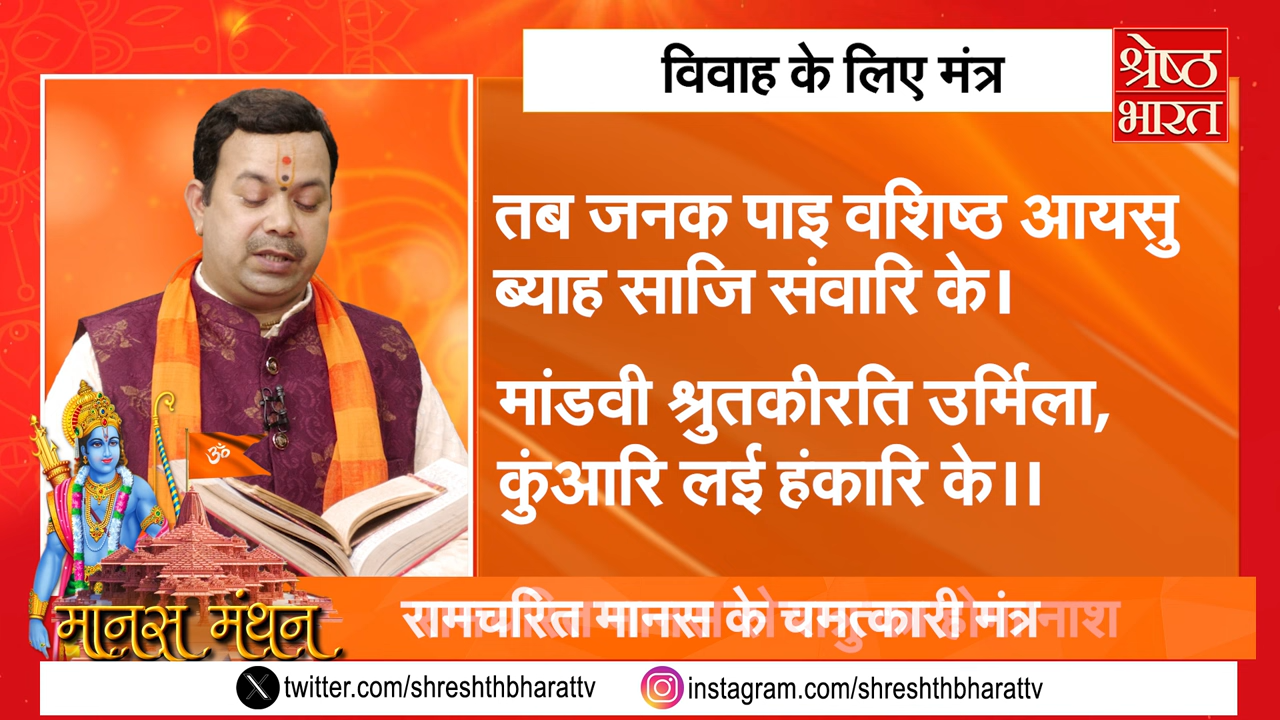 विवाह के लिए मंत्र
श्रेष्ठ
भारत
तब जनक पाइ वशिष्ठ आयसु
ब्याह साजि संवारि के।
मांडवी श्रुतकीरति उर्मिला,
कुंआरि लई हंकारि के।।
ॐ
मानस मंथन
रामचरित मानस के चमत्कारी मंत्र
twitter.com/shreshthbharattv
instagram.com/shreshthbharattv